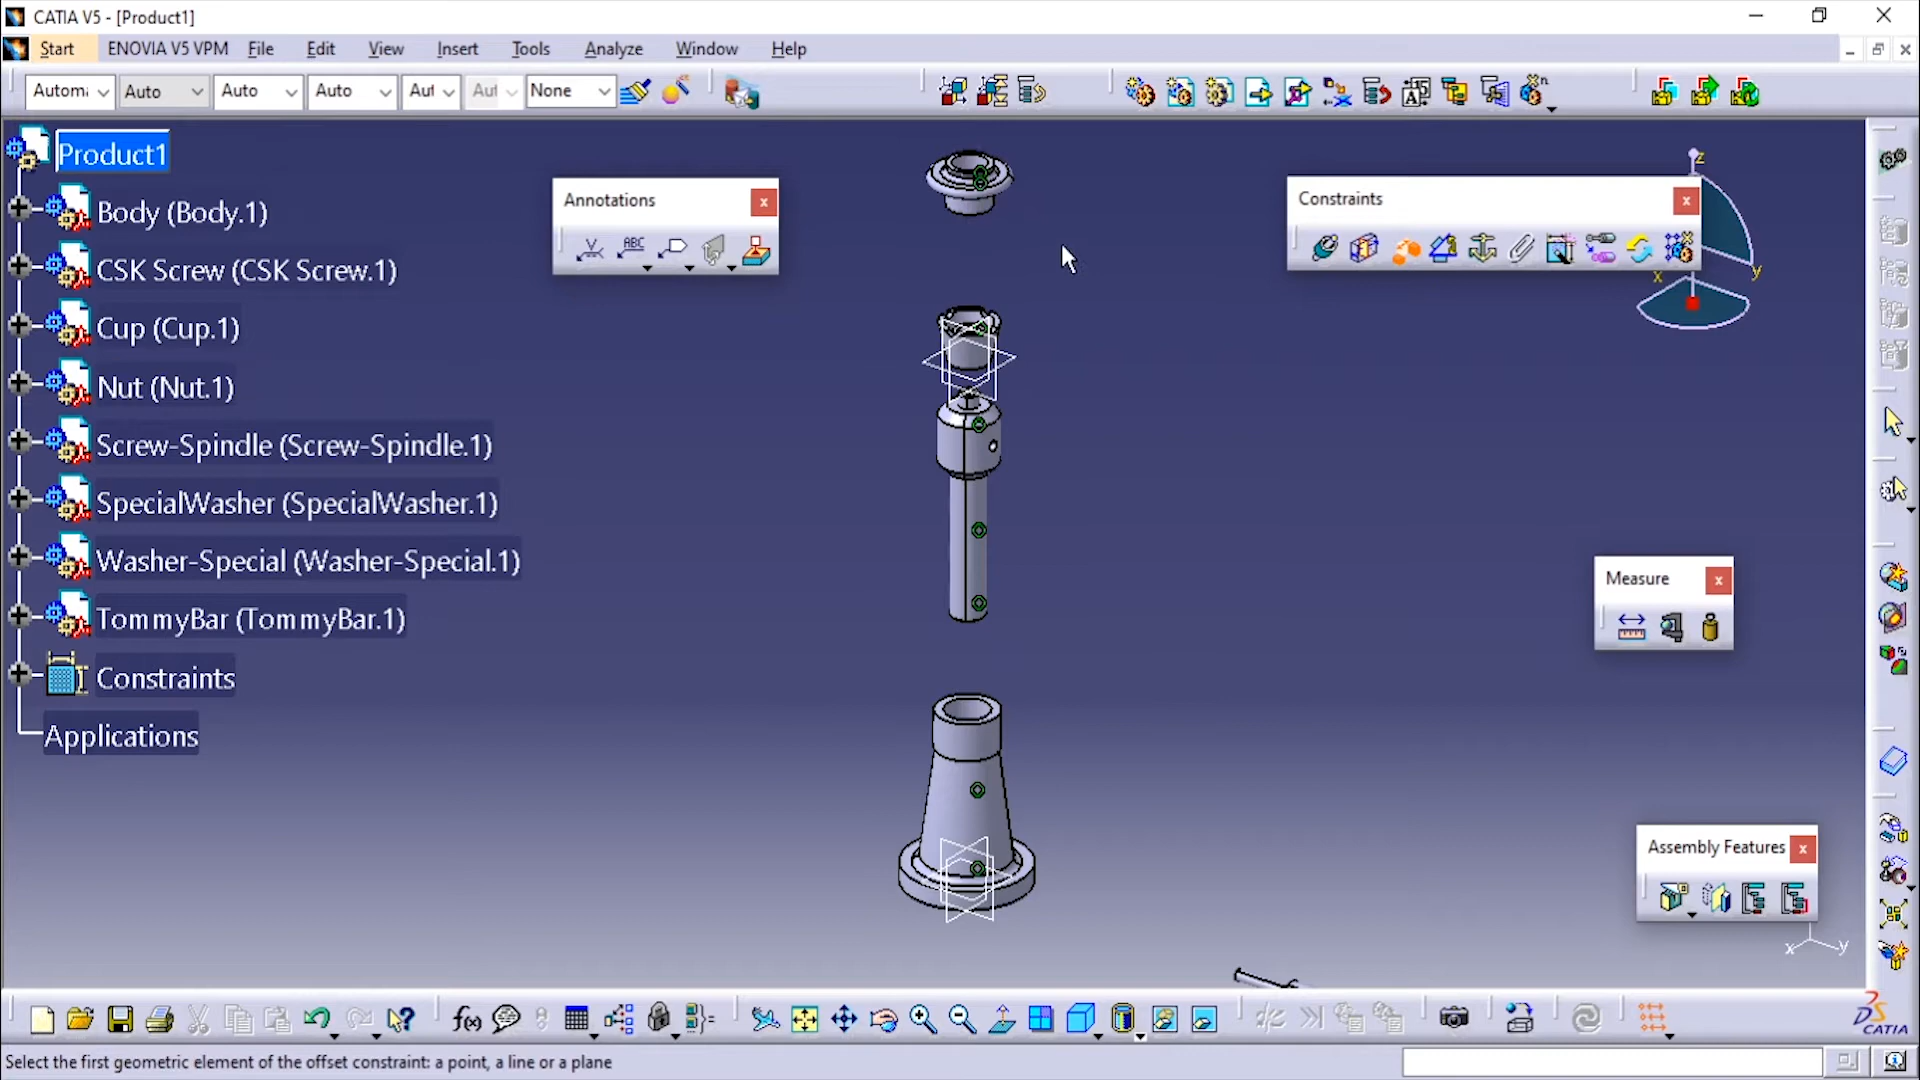 CATIA V5 - [Product1]
Start ENOVIA V5 VPM File Edit View Insert Tools Analyze Window Help
Automa Auto Auto Auto Aut Aut None
Product1
Body (Body.1)
CSK Screw (CSK Screw.1)
Cup (Cup.1)
Nut (Nut.1)
Screw-Spindle (Screw-Spindle.1)
SpecialWasher (SpecialWasher.1)
Washer-Special (Washer-Special.1)
TommyBar (TommyBar.1)
Constraints
Applications
Annotations
ABC
Constraints
z
x
y
Measure
Assembly Features
x y
f(x)
CATIA
Select the first geometric element of the offset constraint: a point, a line or a plane